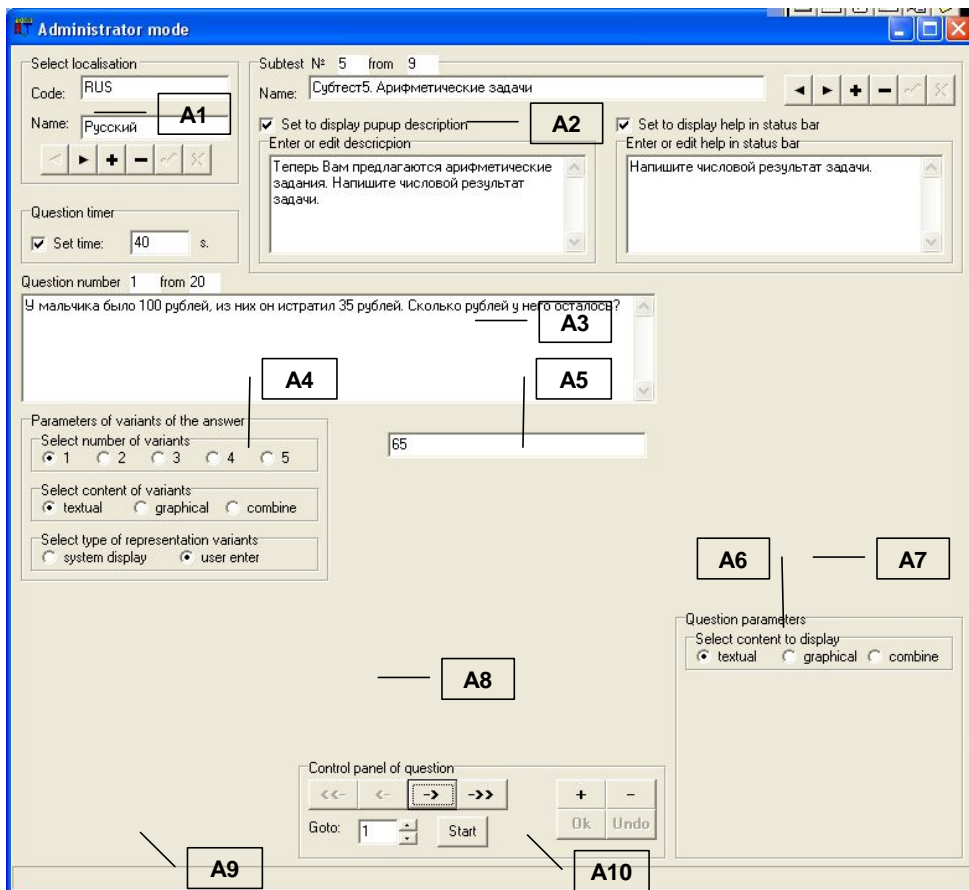 Administrator mode
Select localisation
Code: RUS
Name: Русский
A1
< ► + −
Question timer
Set time: 40 s.
Subtest № 5 from 9
Name: Субтест5. Арифметические задачи
◄ ► + −
Set to display pupup description
A2
Set to display help in status bar
Enter or edit descricpion
Теперь Вам предлагаются арифметические
задания. Напишите числовой результат
задачи.
Enter or edit help in status bar
Напишите числовой результат задачи.
Question number 1 from 20
У мальчика было 100 рублей, из них он истратил 35 рублей. Сколько рублей у него осталось?
A3
A4
A5
Parameters of variants of the answer
Select number of variants
1 2 3 4 5
65
Select content of variants
textual graphical combine
Select type of representation variants
system display user enter
A6
A7
Question parameters
Select content to display
textual graphical combine
A8
Control panel of question
<<- <- -> ->>
+ -
Goto: 1 Start
Ok Undo
A9
A10